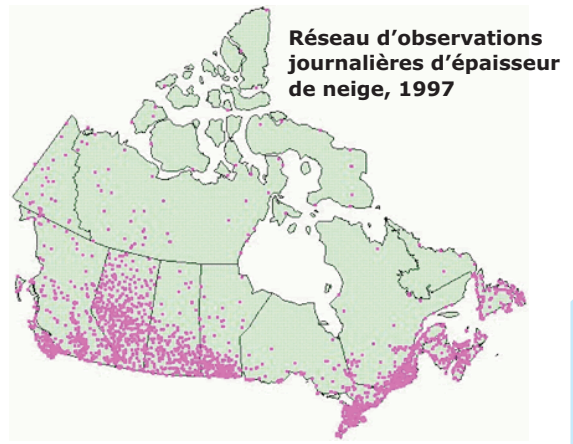 Réseau d'observations
journalières d'épaisseur
de neige, 1997